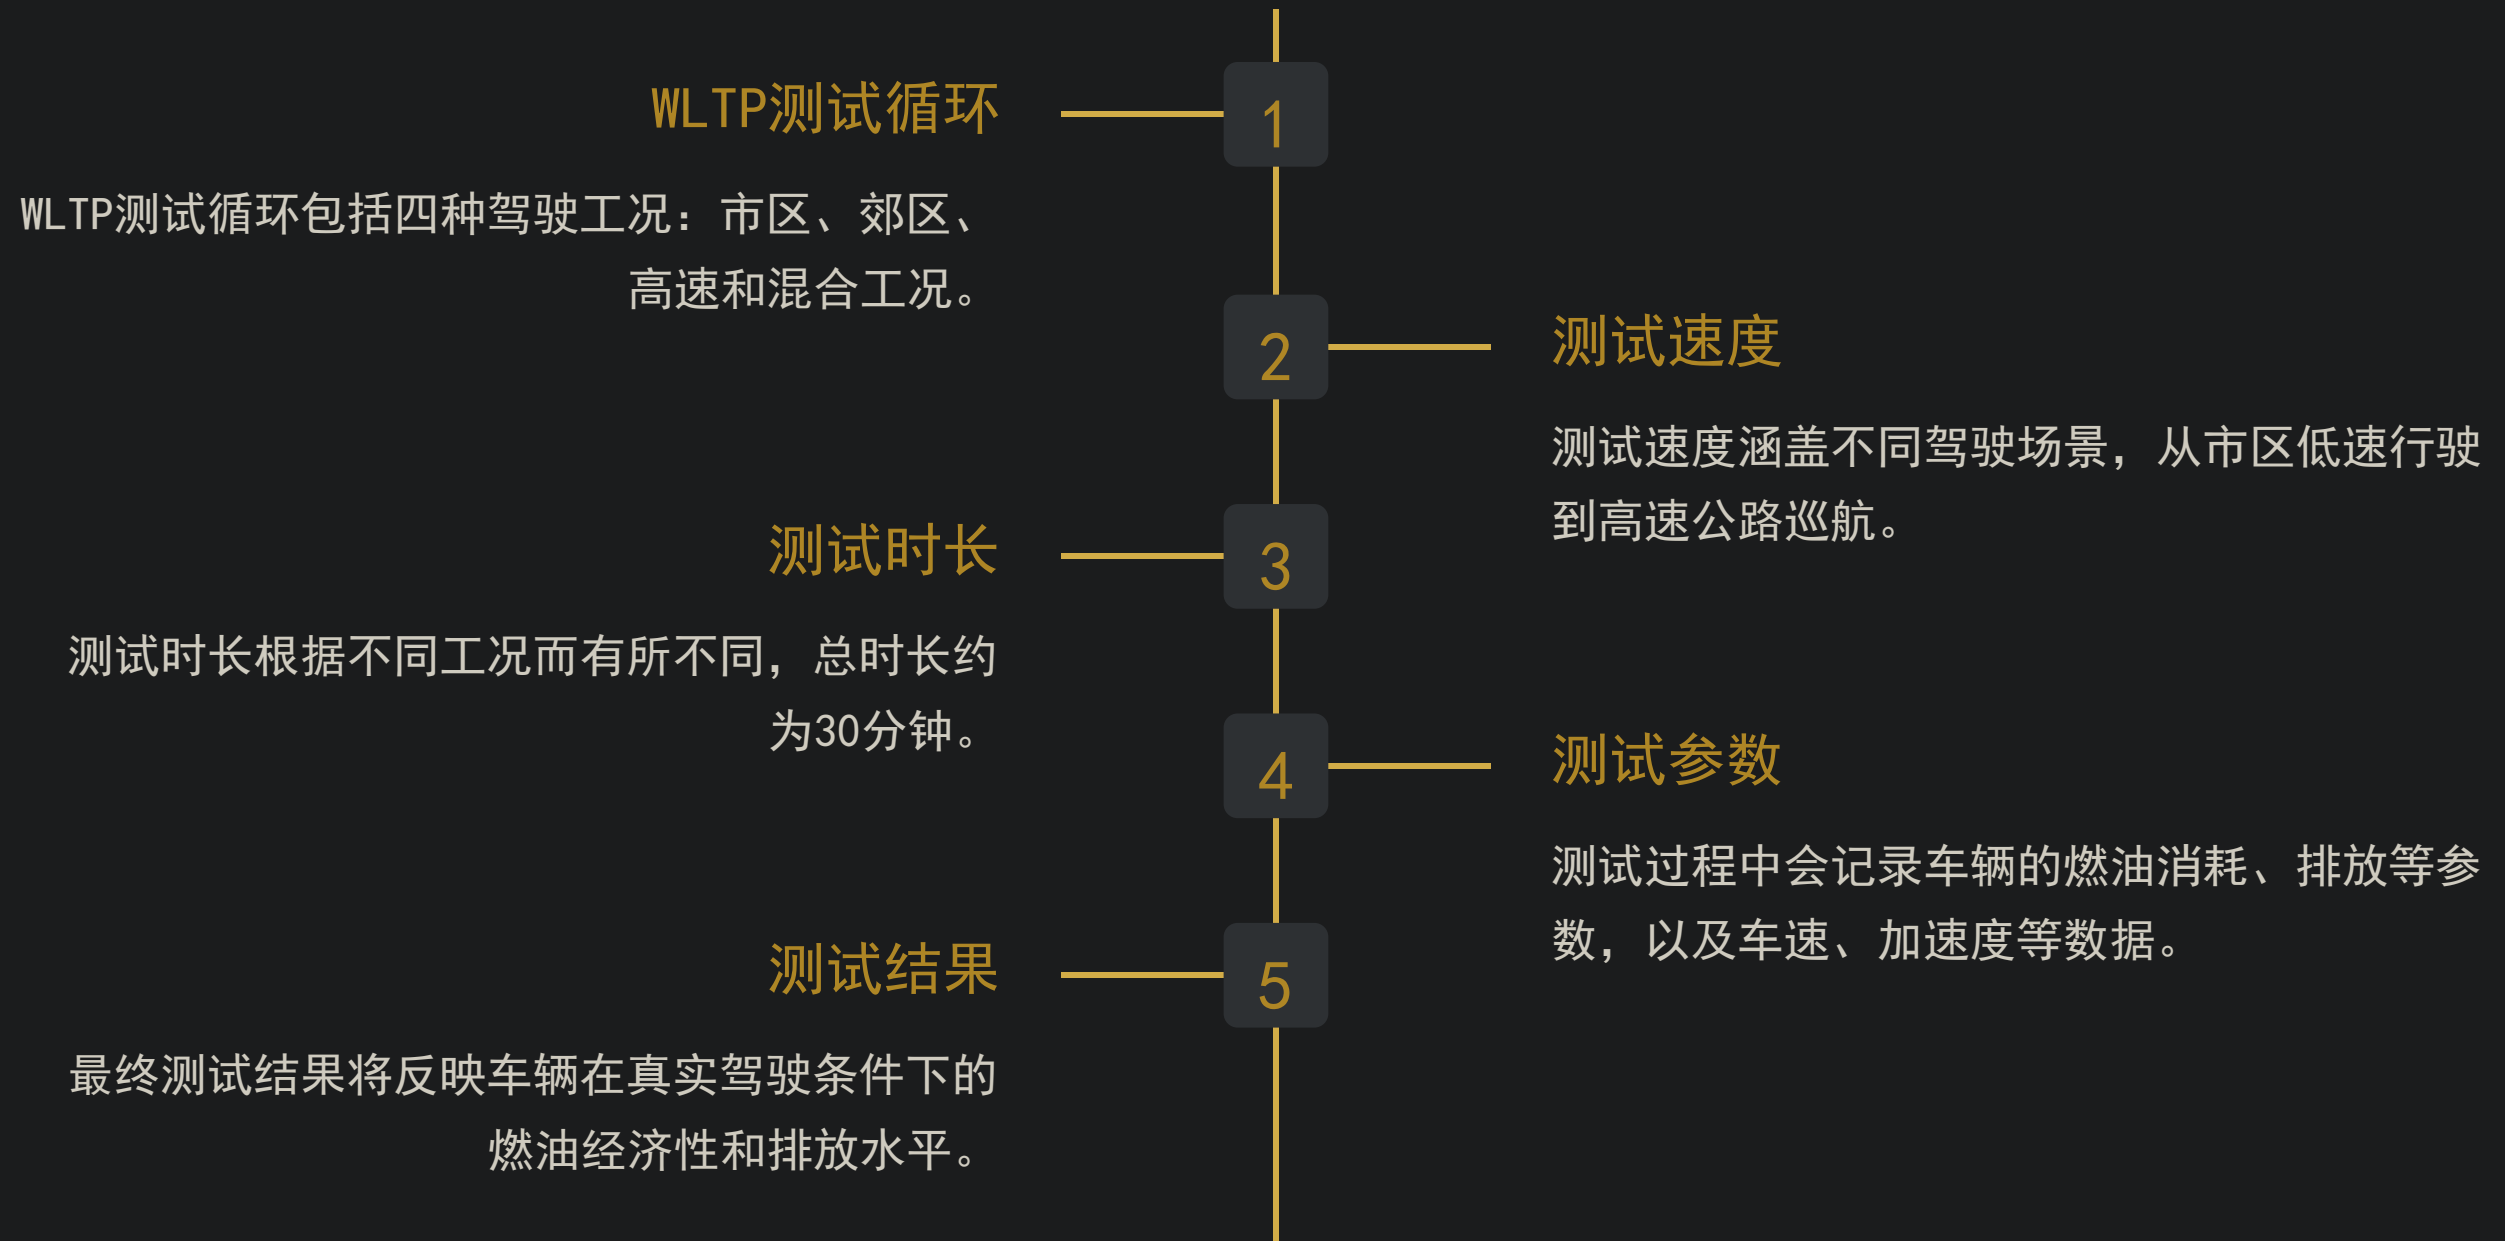 WLTP测试循环
1
WLTP测试循环包括四种驾驶工况：市区、郊区、
高速和混合工况。
2
测试速度
测试速度涵盖不同驾驶场景，从市区低速行驶
到高速公路巡航。
测试时长
3
测试时长根据不同工况而有所不同，总时长约
为30分钟。
4
测试参数
测试过程中会记录车辆的燃油消耗、排放等参
数，以及车速、加速度等数据。
测试结果
5
最终测试结果将反映车辆在真实驾驶条件下的
燃油经济性和排放水平。